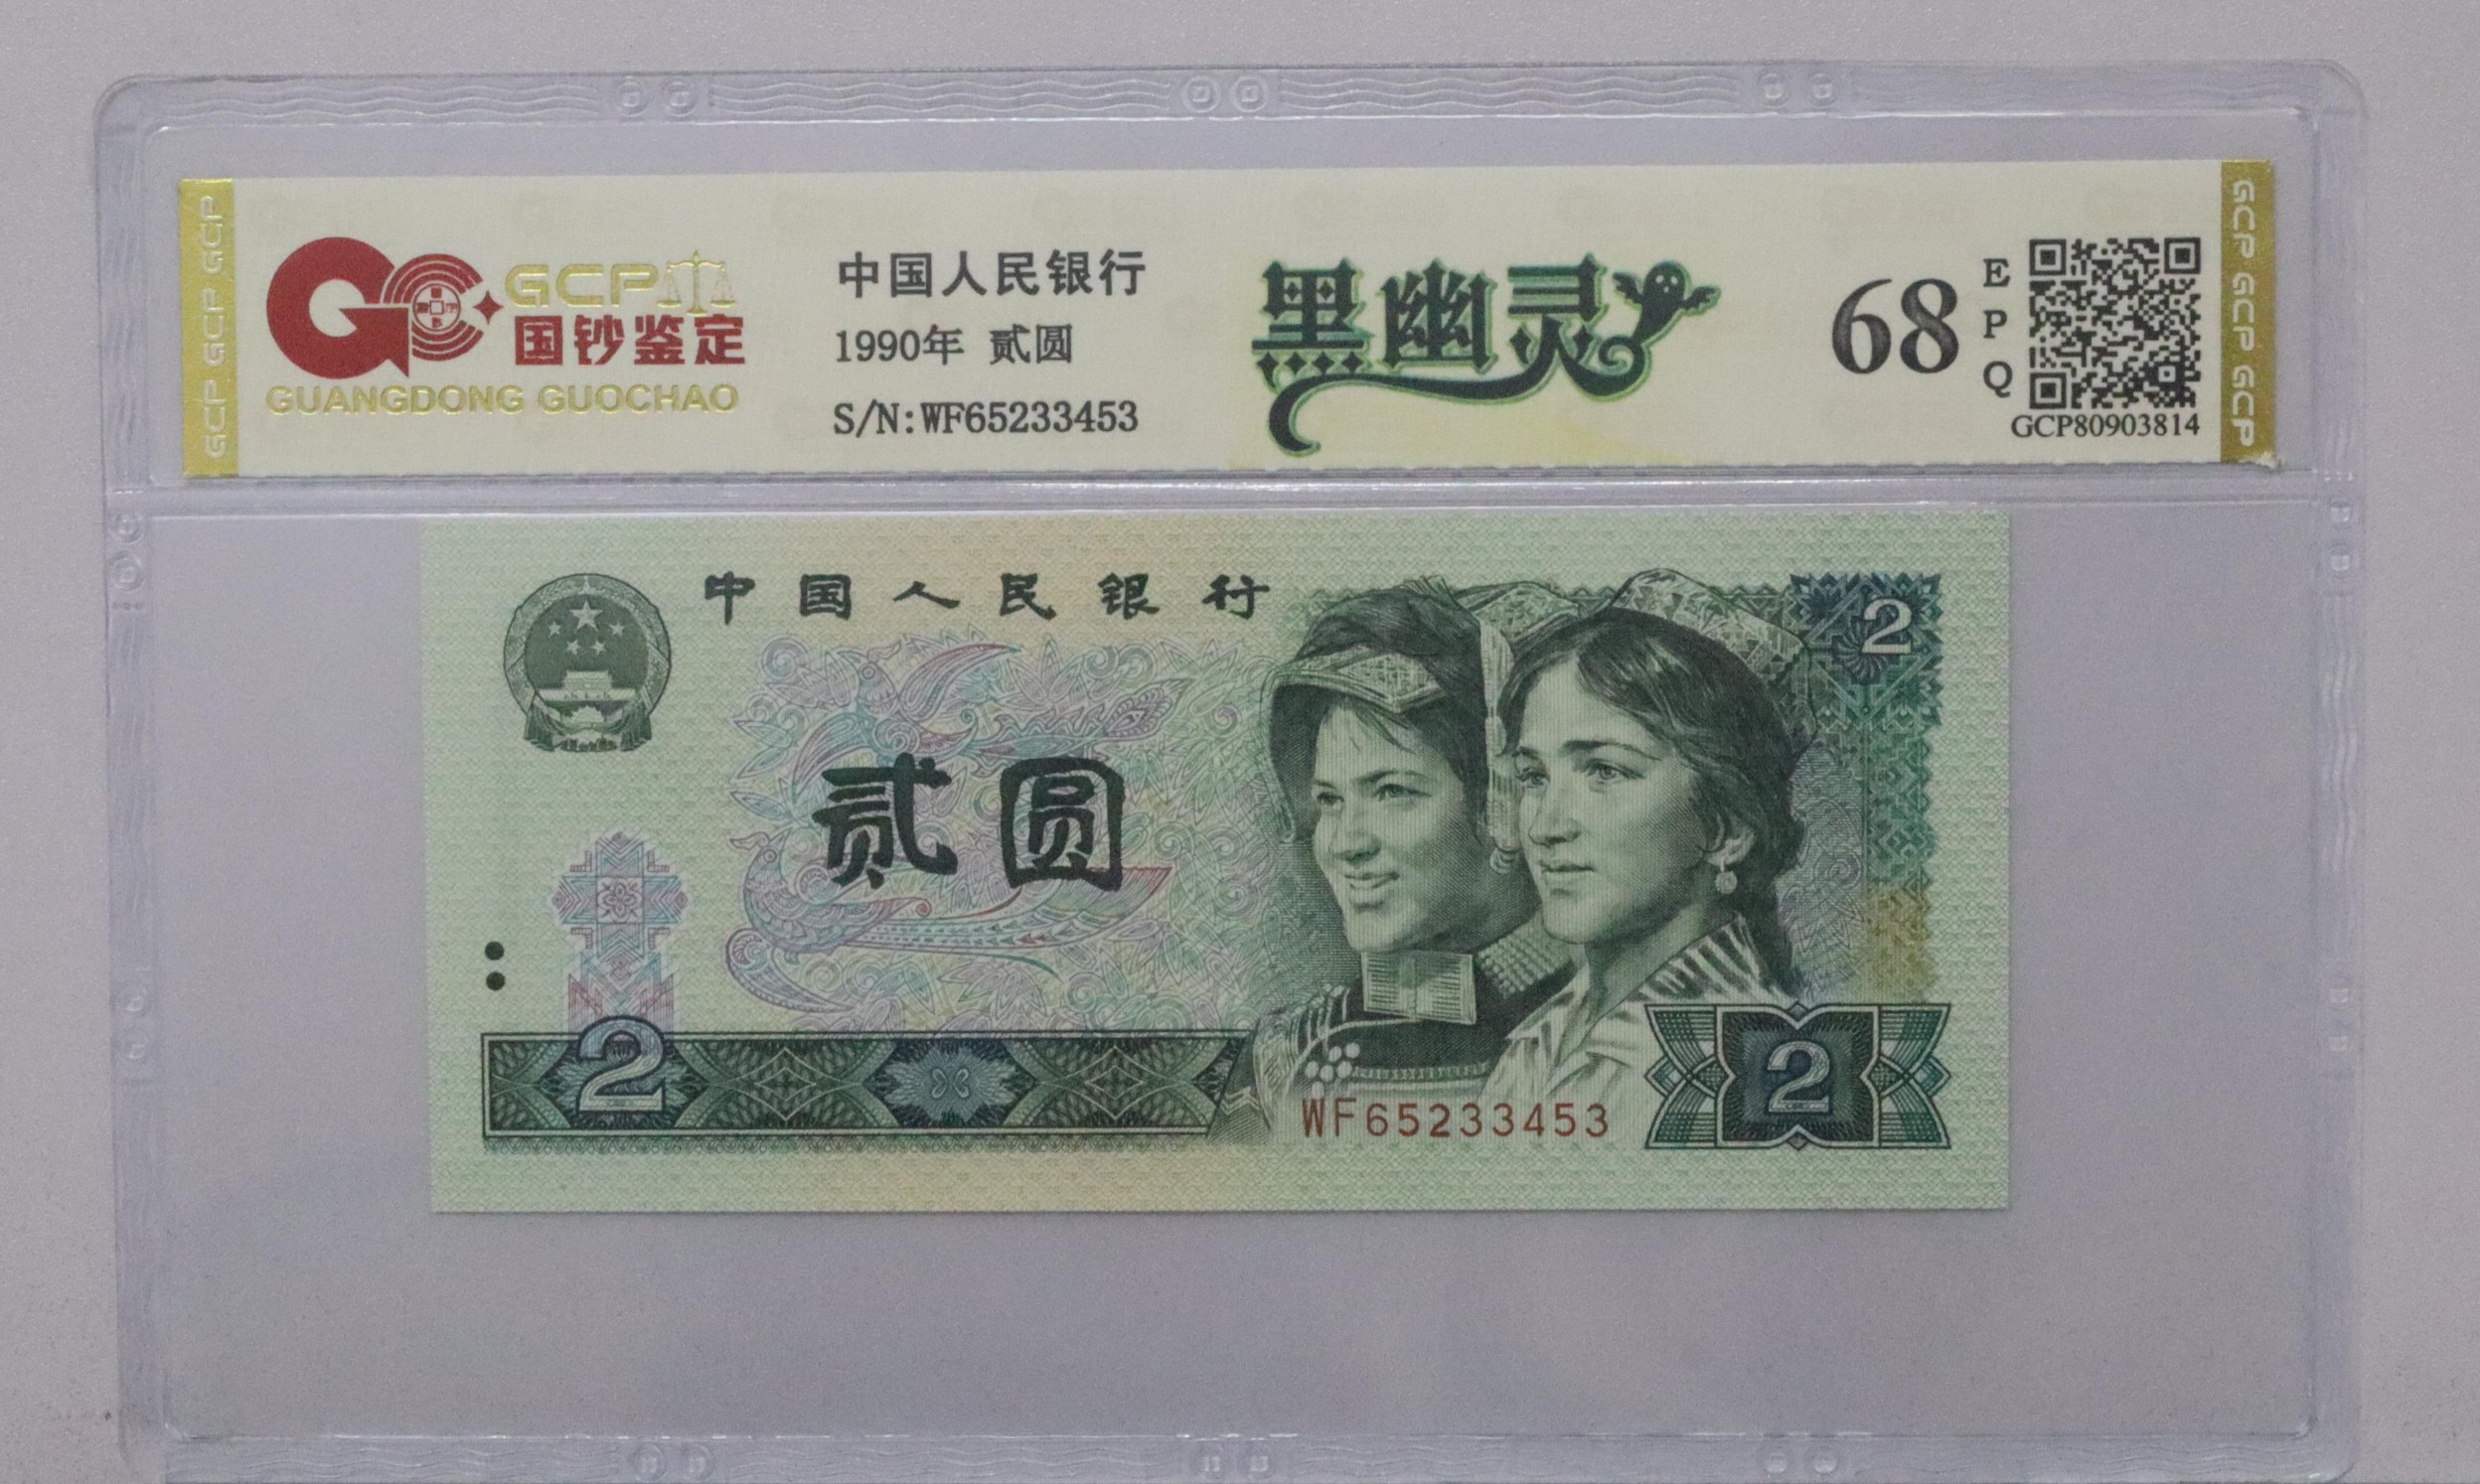 GCP GCP GCP
GCP
国钞鉴定
GUANGDONG GUOCHAO
中国人民银行
1990年 贰圆
S/N:WF65233453
黑幽灵
68
EPQ
GCP80903814
GCP GCP GCP
中国人民银行
2
贰圆
2
WF65233453
2